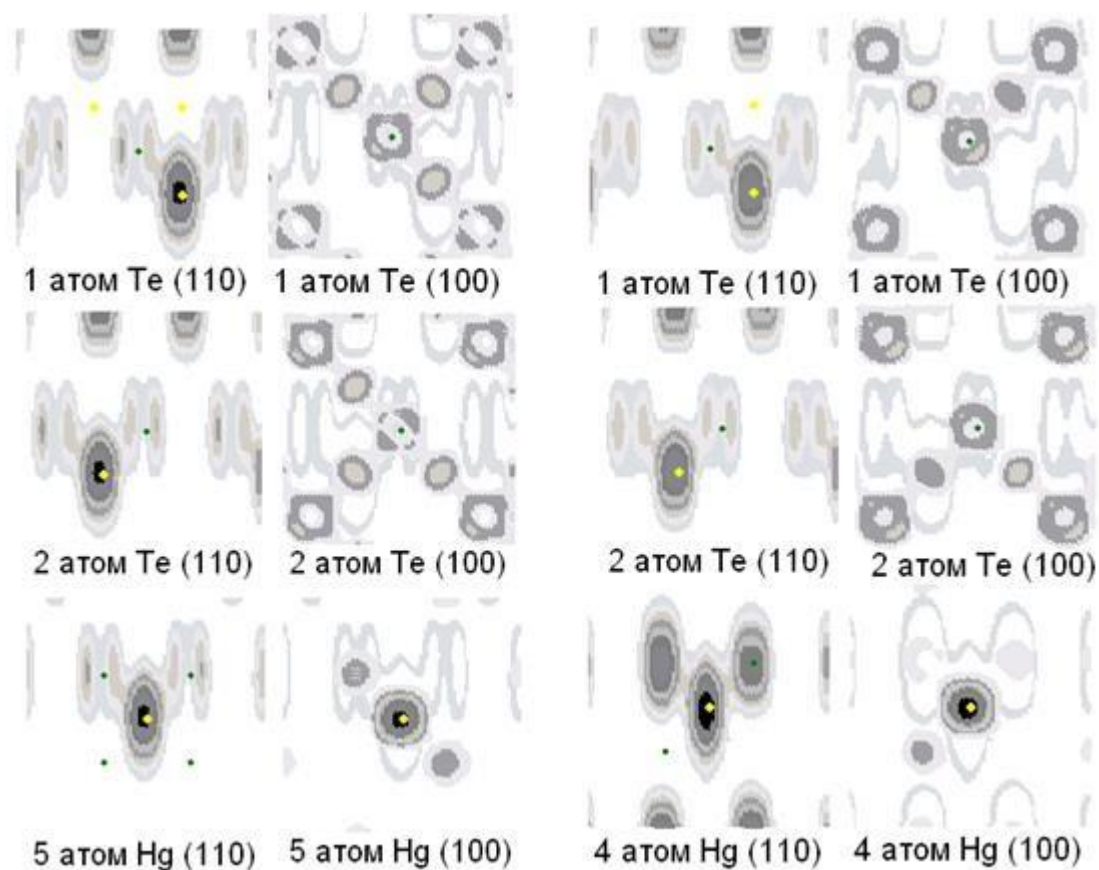 1 атом Te (110) 1 атом Te (100) 1 атом Te (110) 1 атом Te (100)
2 атом Te (110) 2 атом Te (100) 2 атом Te (110) 2 атом Te (100)
5 атом Hg (110) 5 атом Hg (100) 4 атом Hg (110) 4 атом Hg (100)